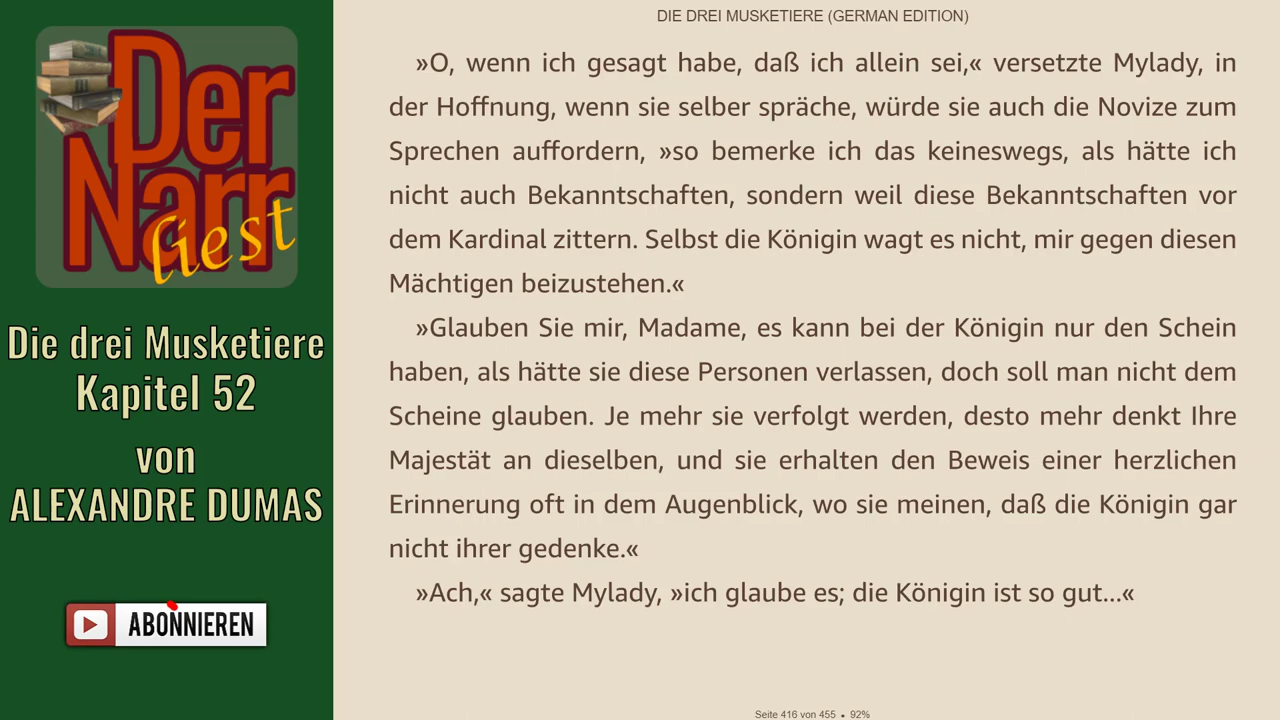 Der
Narr
liest
Die drei Musketiere
Kapitel 52
von
ALEXANDRE DUMAS
ABONNIEREN
DIE DREI MUSKETIERE (GERMAN EDITION)
»O, wenn ich gesagt habe, daß ich allein sei,« versetzte Mylady, in
der Hoffnung, wenn sie selber spräche, würde sie auch die Novize zum
Sprechen auffordern, »so bemerke ich das keineswegs, als hätte ich
nicht auch Bekanntschaften, sondern weil diese Bekanntschaften vor
dem Kardinal zittern. Selbst die Königin wagt es nicht, mir gegen diesen
Mächtigen beizustehen.«
»Glauben Sie mir, Madame, es kann bei der Königin nur den Schein
haben, als hätte sie diese Personen verlassen, doch soll man nicht dem
Scheine glauben. Je mehr sie verfolgt werden, desto mehr denkt Ihre
Majestät an dieselben, und sie erhalten den Beweis einer herzlichen
Erinnerung oft in dem Augenblick, wo sie meinen, daß die Königin gar
nicht ihrer gedenke.«
»Ach,« sagte Mylady, »ich glaube es; die Königin ist so gut...«
Seite 416 von 455 • 92%